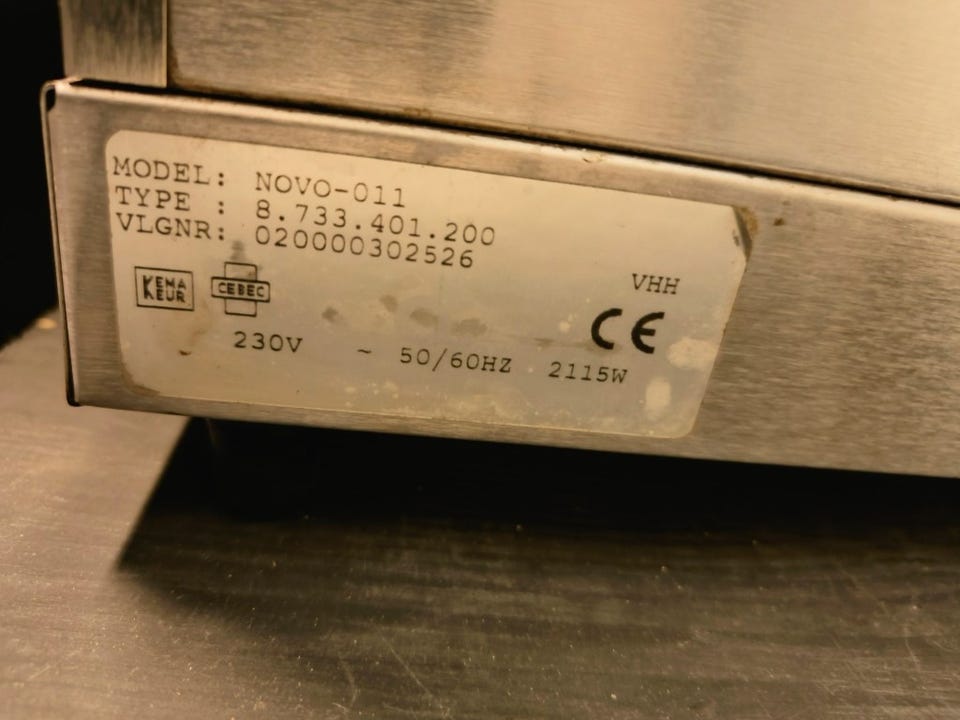 MODEL: NOVO-011
TYPE : 8.733.401.200
VLGNR: 020000302526
KEMA
KEUR
CEBEC
VHH
CE
230V ~ 50/60HZ 2115W